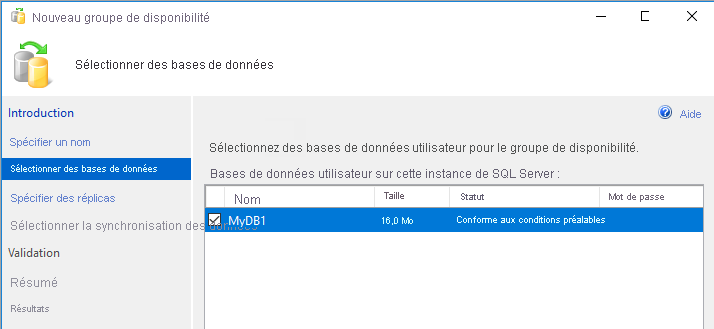 Nouveau groupe de disponibilité
Sélectionner des bases de données
Introduction
Aide
Spécifier un nom
Sélectionner des bases de données
Spécifier des réplicas
Sélectionner la synchronisation des données
Validation
Résumé
Résultats
Sélectionnez des bases de données utilisateur pour le groupe de disponibilité.
Bases de données utilisateur sur cette instance de SQL Server :
Nom Taille Statut Mot de passe
MyDB1 16,0 Mo Conforme aux conditions préalables